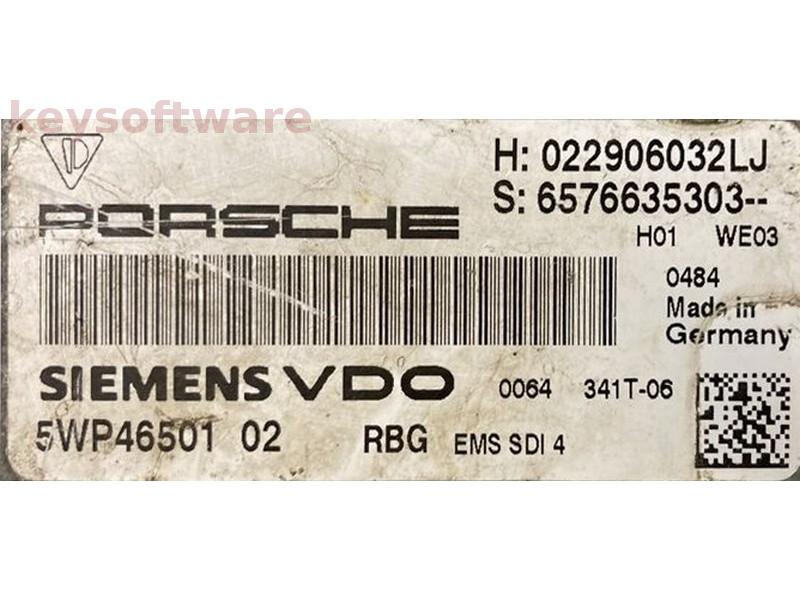 keysoftware
H: 022906032LJ
PORSCHE
S: 6576635303--
H01 WE03
0484
Made in
Germany
SIEMENS VDO 0064 341T-06
5WP46501 02 RBG EMS SDI 4